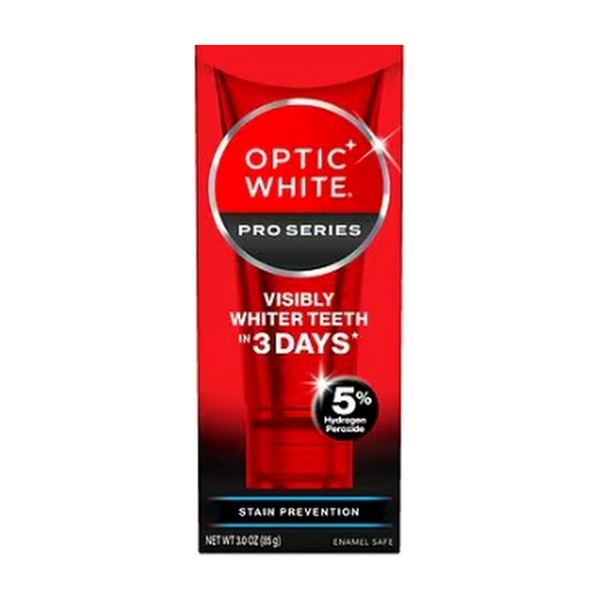 OPTIC+
WHITE®
PRO SERIES
VISIBLY
WHITER TEETH
IN 3 DAYS*
5%
Hydrogen
Peroxide
STAIN PREVENTION
NET WT 3.0 OZ (85 g)
ENAMEL SAFE